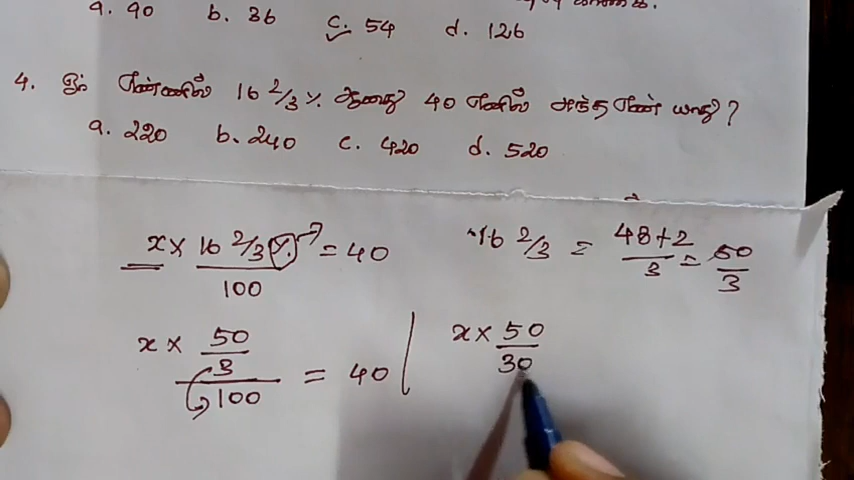 a. 90 b. 36 c. 54 d. 126
4. ஒரு எண்ணில் 16 2/3 % ஆனது 40 எனில் அந்த எண் யாது?
a. 220 b. 240 c. 420 d. 520
x × 16 2/3 % / 100 = 40
16 2/3 = 48+2 / 3 = 50 / 3
x × 50/3 / 100 = 40
x × 50 / 30